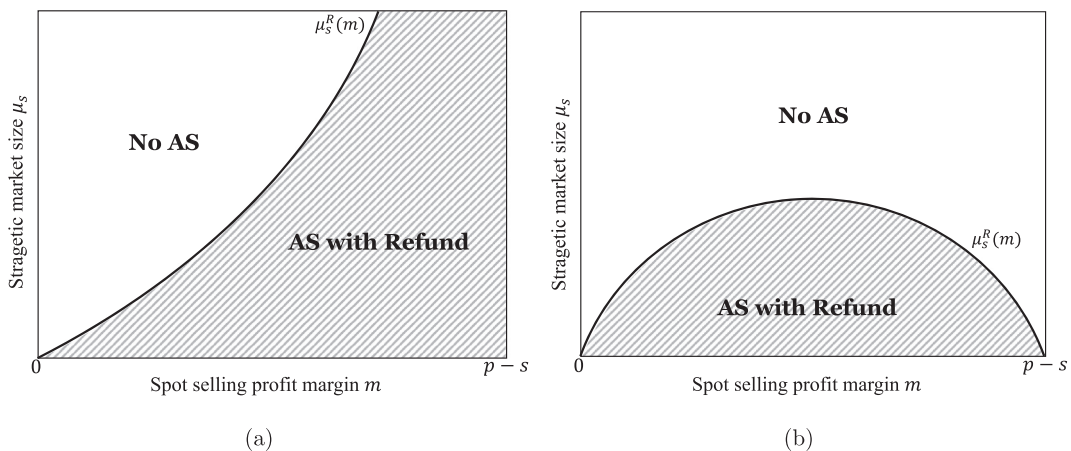 μ_s^R(m)
Stragetic market size μ_s
No AS
AS with Refund
0
p − s
Spot selling profit margin m
(a)
Stragetic market size μ_s
No AS
μ_s^R(m)
AS with Refund
0
p − s
Spot selling profit margin m
(b)